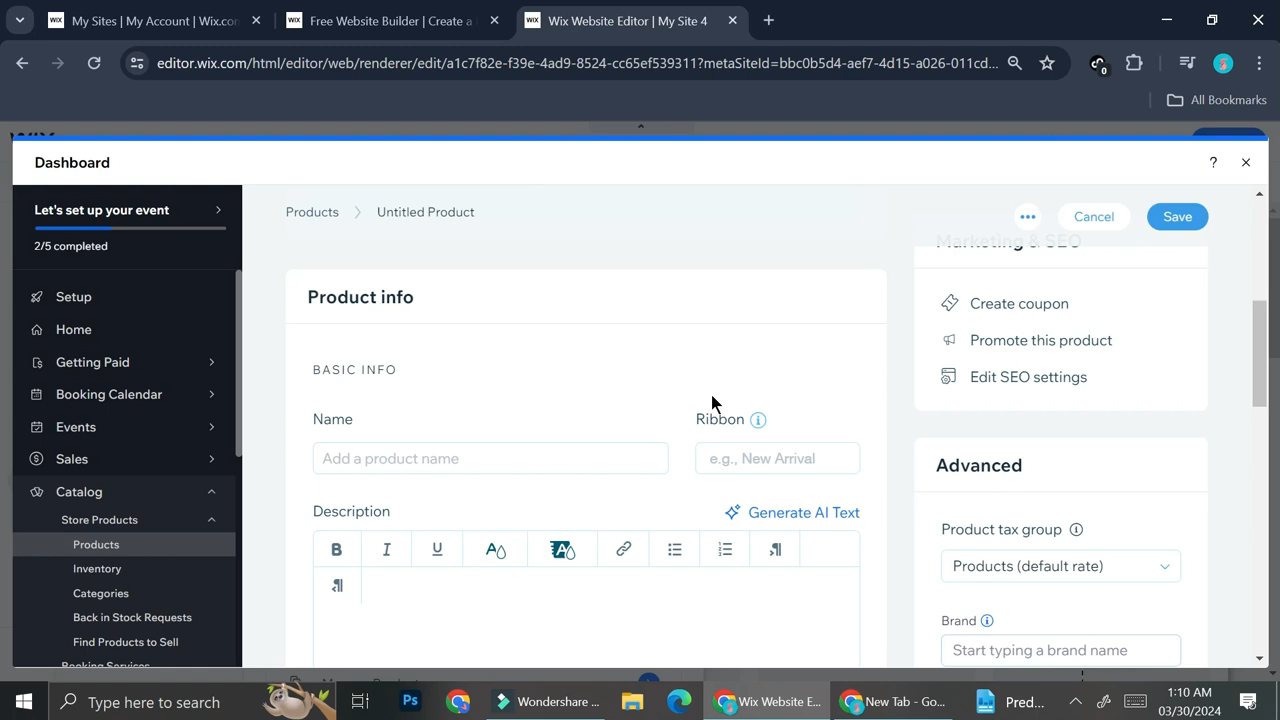 My Sites | My Account | Wix.con
Free Website Builder | Create a
Wix Website Editor | My Site 4
editor.wix.com/html/editor/web/renderer/edit/a1c7f82e-f39e-4ad9-8524-cc65ef539311?metaSiteId=bbc0b5d4-aef7-4d15-a026-011cd...
All Bookmarks
Dashboard
Let's set up your event
2/5 completed
Setup
Home
Getting Paid
Booking Calendar
Events
Sales
Catalog
Store Products
Products
Inventory
Categories
Back in Stock Requests
Find Products to Sell
Booking Services
Products
Untitled Product
Cancel
Save
Product info
BASIC INFO
Name
Ribbon
Add a product name
e.g., New Arrival
Description
Generate AI Text
B I U
Marketing & SEO
Create coupon
Promote this product
Edit SEO settings
Advanced
Product tax group
Products (default rate)
Brand
Start typing a brand name
Type here to search
Ps
Wondershare ...
Wix Website E...
New Tab - Go...
Pred...
1:10 AM
03/30/2024